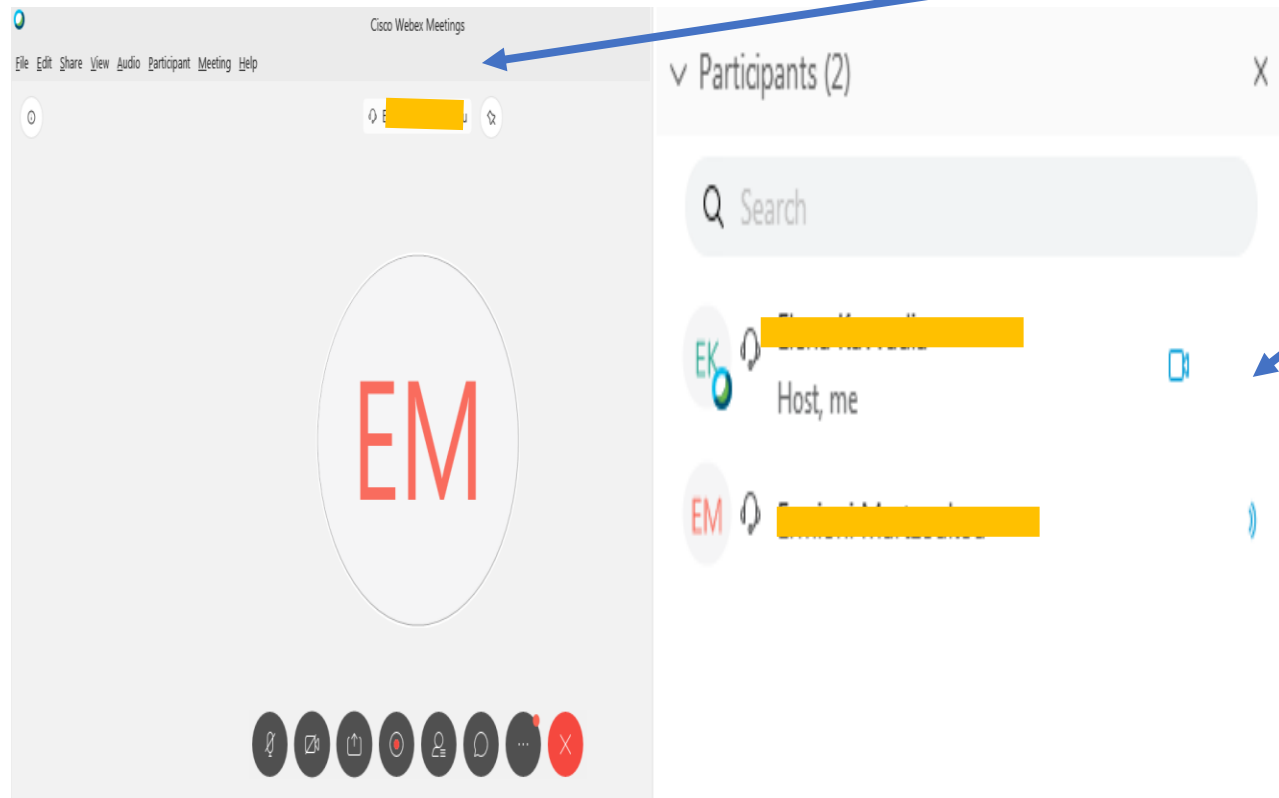 Cisco Webex Meetings
File Edit Share View Audio Participant Meeting Help
EM
Participants (2)
Search
EK
Host, me
EM